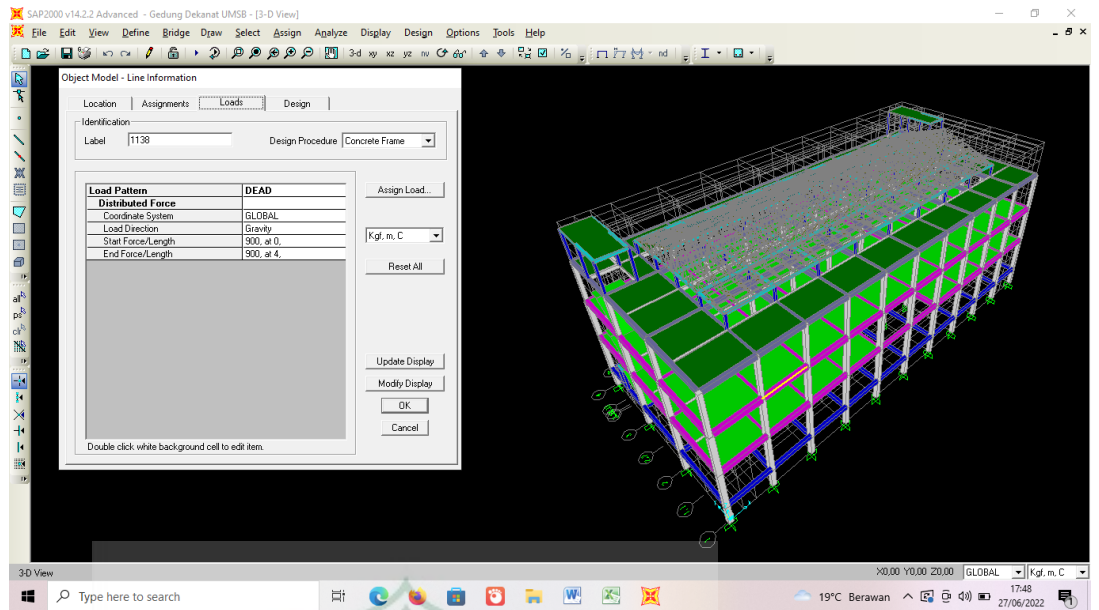 SAP2000 v14.2.2 Advanced - Gedung Dekanat UMSB - [3-D View]
File Edit View Define Bridge Draw Select Assign Analyze Display Design Options Tools Help
3-d xy xz yz nv nd
Object Model - Line Information
Location Assignments Loads Design
Identification
Label 1138 Design Procedure Concrete Frame
Load Pattern DEAD
Distributed Force
Coordinate System GLOBAL
Load Direction Gravity
Start Force/Length 900, at 0,
End Force/Length 900, at 4,
Assign Load...
Kgf, m, C
Reset All
Update Display
Modify Display
OK
Cancel
Double click white background cell to edit item.
all
ps
clr
3-D View X0,00 Y0,00 Z0,00 GLOBAL Kgf, m, C
Type here to search 19°C Berawan 17:48
27/06/2022